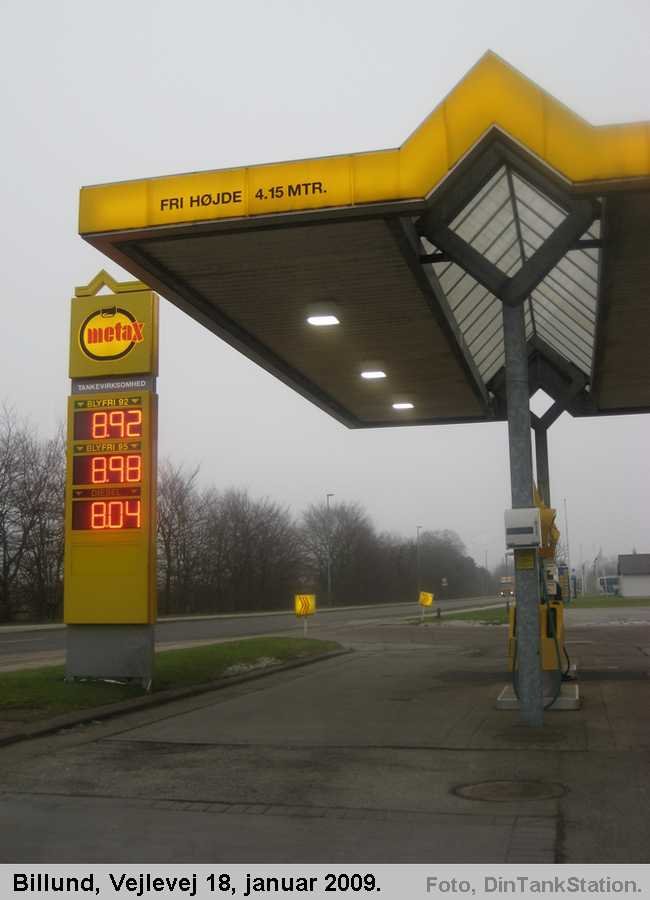 FRI HØJDE 4.15 MTR.
metax
TANKEVIRKSOMHED
BLYFRI 92
8.92
BLYFRI 95
8.98
DIESEL
8.04
Billund, Vejlevej 18, januar 2009. Foto, DinTankStation.